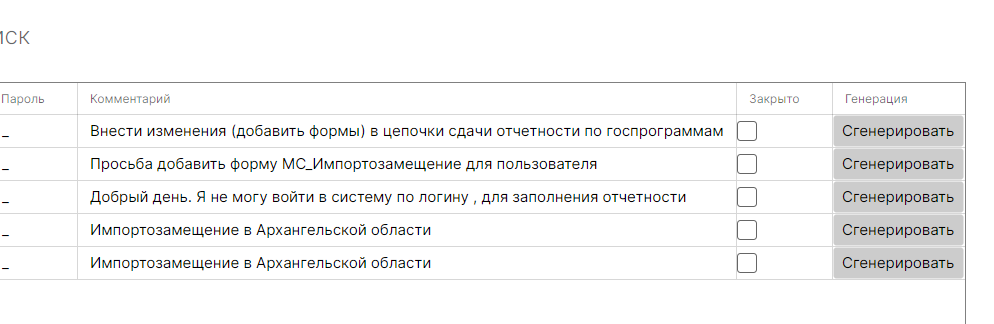 ИСК
Пароль Комментарий Закрыто Генерация
_ Внести изменения (добавить формы) в цепочки сдачи отчетности по госпрограммам Сгенерировать
_ Просьба добавить форму МС_Импортозамещение для пользователя Сгенерировать
_ Добрый день. Я не могу войти в систему по логину , для заполнения отчетности Сгенерировать
_ Импортозамещение в Архангельской области Сгенерировать
_ Импортозамещение в Архангельской области Сгенерировать